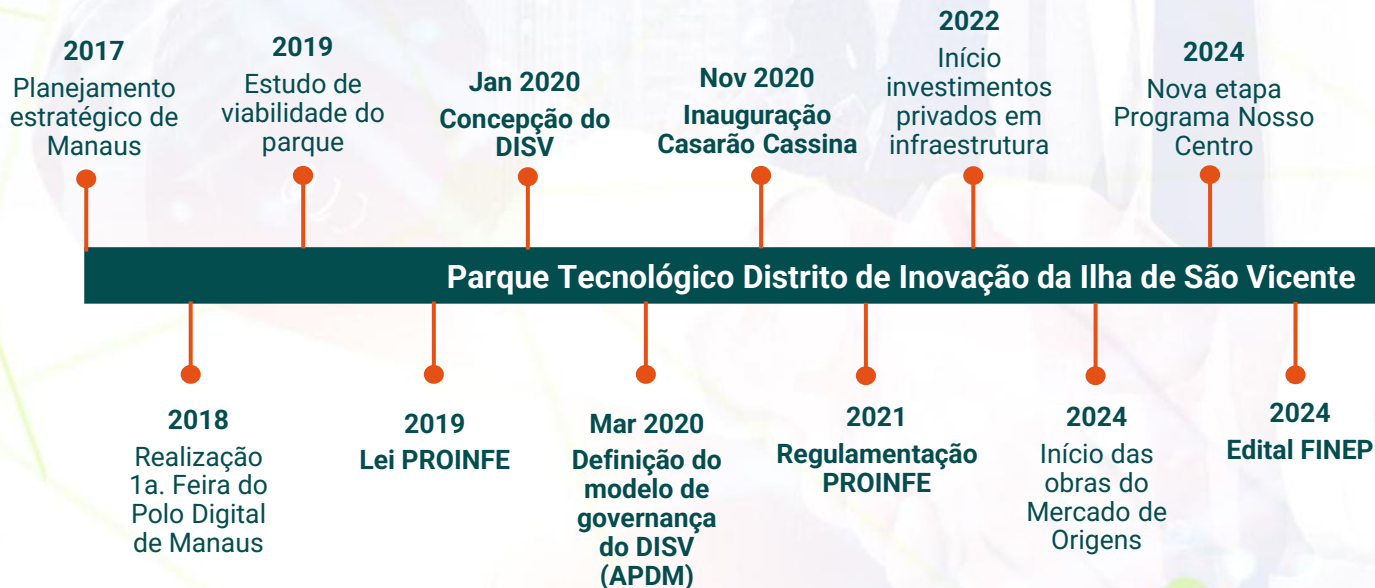 2017
Planejamento
estratégico de
Manaus
2019
Estudo de
viabilidade do
parque
Jan 2020
Concepção do
DISV
Nov 2020
Inauguração
Casarão Cassina
2022
Início
investimentos
privados em
infraestrutura
2024
Nova etapa
Programa Nosso
Centro
Parque Tecnológico Distrito de Inovação da Ilha de São Vicente
2018
Realização
1a. Feira do
Polo Digital
de Manaus
2019
Lei PROINFE
Mar 2020
Definição do
modelo de
governança
do DISV
(APDM)
2021
Regulamentação
PROINFE
2024
Início das
obras do
Mercado de
Origens
2024
Edital FINEP